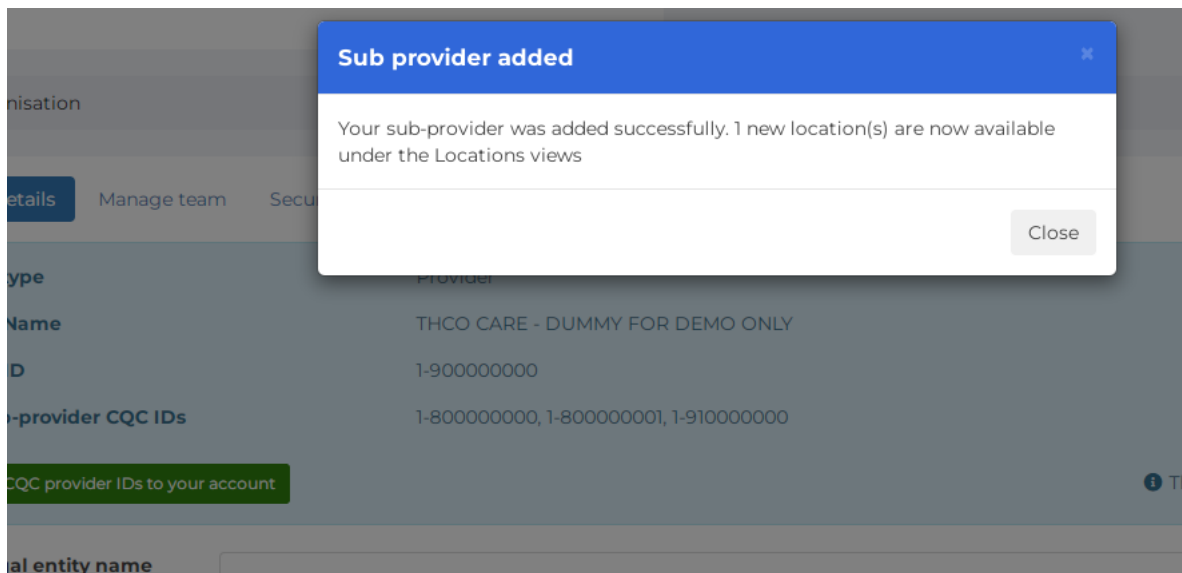 Sub provider added ×
nisation
Your sub-provider was added successfully. 1 new location(s) are now available
under the Locations views
etails Manage team Secu
Close
ype Provider
Name THCO CARE - DUMMY FOR DEMO ONLY
ID 1-900000000
-provider CQC IDs 1-800000000, 1-800000001, 1-910000000
CQC provider IDs to your account
al entity name